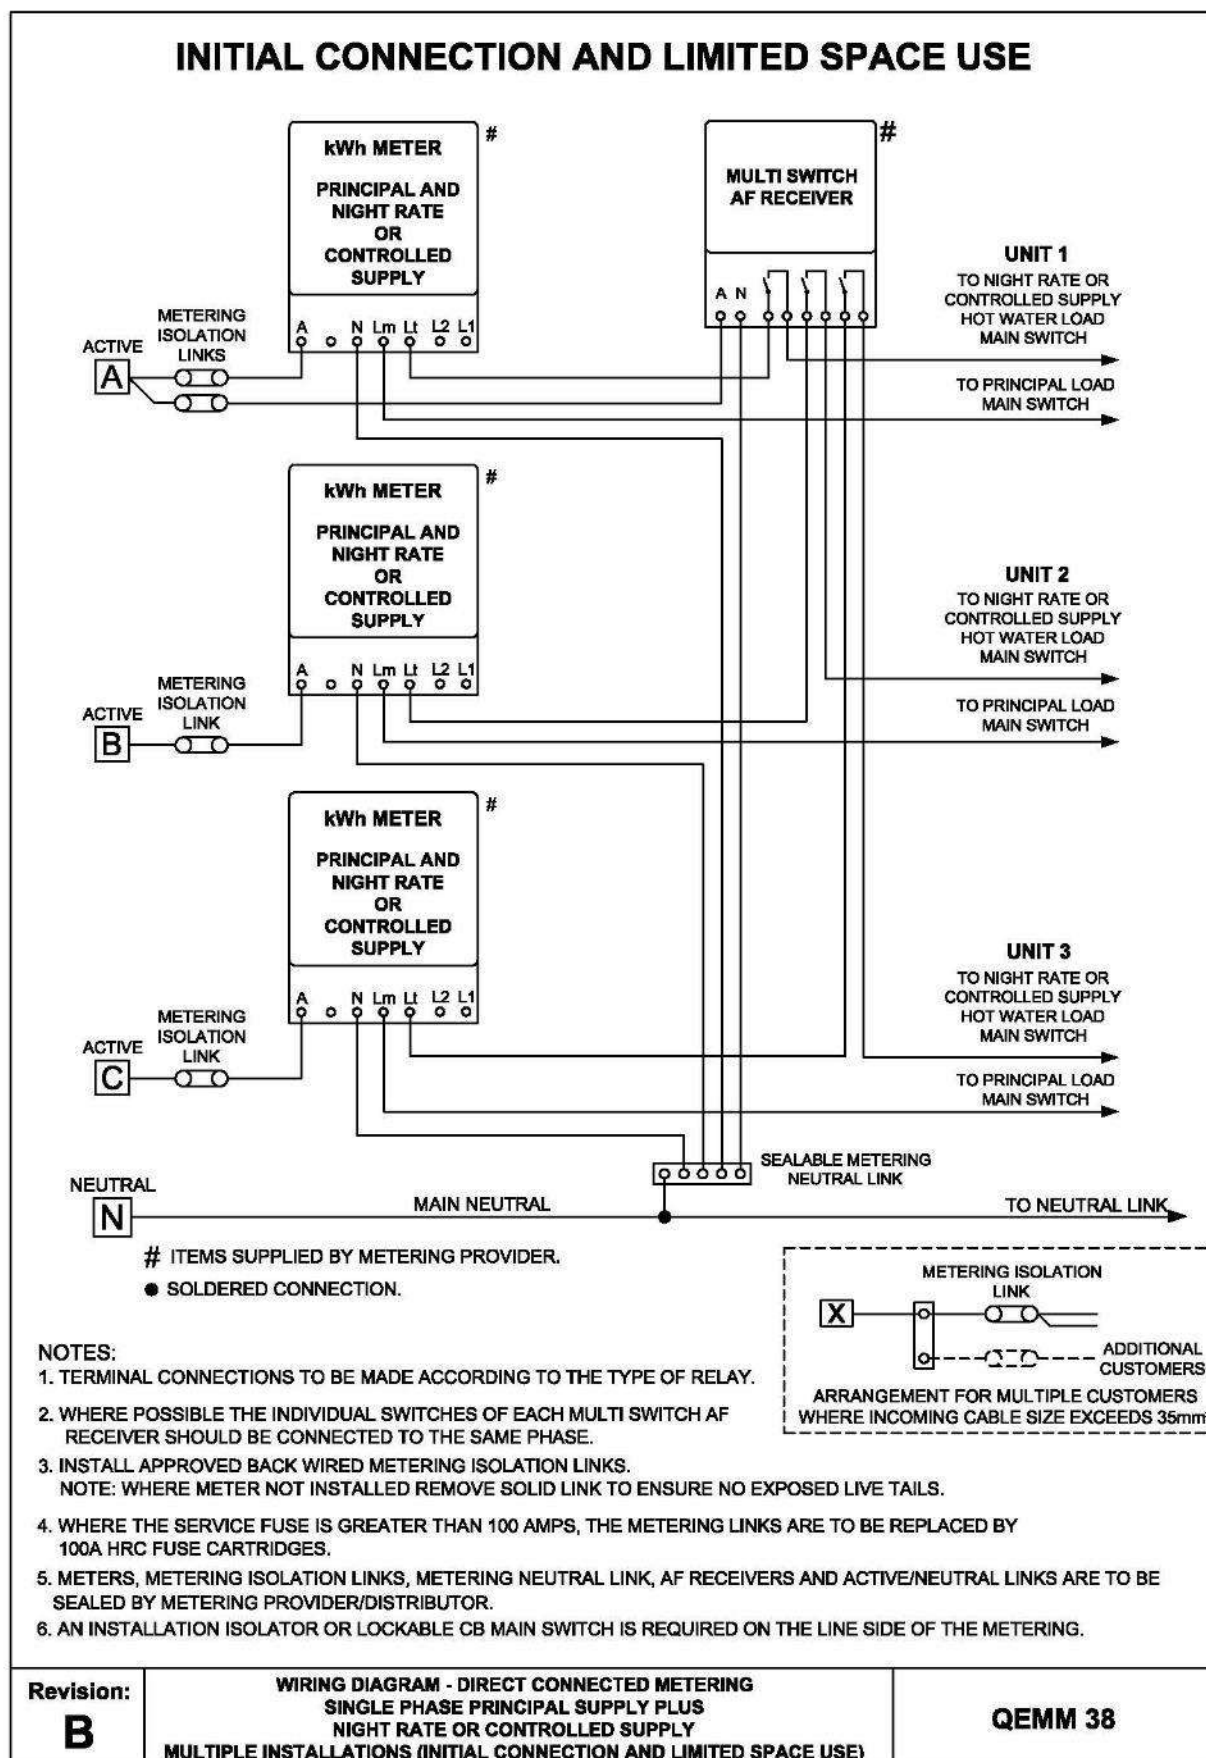 INITIAL CONNECTION AND LIMITED SPACE USE
kWh METER
PRINCIPAL AND
NIGHT RATE
OR
CONTROLLED
SUPPLY
#
A N Lm Lt L2 L1
MULTI SWITCH
AF RECEIVER
#
A N
METERING
ISOLATION
LINKS
ACTIVE
A
UNIT 1
TO NIGHT RATE OR
CONTROLLED SUPPLY
HOT WATER LOAD
MAIN SWITCH
TO PRINCIPAL LOAD
MAIN SWITCH
kWh METER
PRINCIPAL AND
NIGHT RATE
OR
CONTROLLED
SUPPLY
#
A N Lm Lt L2 L1
METERING
ISOLATION
LINK
ACTIVE
B
UNIT 2
TO NIGHT RATE OR
CONTROLLED SUPPLY
HOT WATER LOAD
MAIN SWITCH
TO PRINCIPAL LOAD
MAIN SWITCH
kWh METER
PRINCIPAL AND
NIGHT RATE
OR
CONTROLLED
SUPPLY
#
A N Lm Lt L2 L1
METERING
ISOLATION
LINK
ACTIVE
C
UNIT 3
TO NIGHT RATE OR
CONTROLLED SUPPLY
HOT WATER LOAD
MAIN SWITCH
TO PRINCIPAL LOAD
MAIN SWITCH
SEALABLE METERING
NEUTRAL LINK
NEUTRAL
N
MAIN NEUTRAL
TO NEUTRAL LINK
# ITEMS SUPPLIED BY METERING PROVIDER.
● SOLDERED CONNECTION.
METERING ISOLATION
LINK
X
ADDITIONAL
CUSTOMERS
ARRANGEMENT FOR MULTIPLE CUSTOMERS
WHERE INCOMING CABLE SIZE EXCEEDS 35mm²
NOTES:
1. TERMINAL CONNECTIONS TO BE MADE ACCORDING TO THE TYPE OF RELAY.
2. WHERE POSSIBLE THE INDIVIDUAL SWITCHES OF EACH MULTI SWITCH AF
RECEIVER SHOULD BE CONNECTED TO THE SAME PHASE.
3. INSTALL APPROVED BACK WIRED METERING ISOLATION LINKS.
NOTE: WHERE METER NOT INSTALLED REMOVE SOLID LINK TO ENSURE NO EXPOSED LIVE TAILS.
4. WHERE THE SERVICE FUSE IS GREATER THAN 100 AMPS, THE METERING LINKS ARE TO BE REPLACED BY
100A HRC FUSE CARTRIDGES.
5. METERS, METERING ISOLATION LINKS, METERING NEUTRAL LINK, AF RECEIVERS AND ACTIVE/NEUTRAL LINKS ARE TO BE
SEALED BY METERING PROVIDER/DISTRIBUTOR.
6. AN INSTALLATION ISOLATOR OR LOCKABLE CB MAIN SWITCH IS REQUIRED ON THE LINE SIDE OF THE METERING.
Revision:
B
WIRING DIAGRAM - DIRECT CONNECTED METERING
SINGLE PHASE PRINCIPAL SUPPLY PLUS
NIGHT RATE OR CONTROLLED SUPPLY
MULTIPLE INSTALLATIONS (INITIAL CONNECTION AND LIMITED SPACE USE)
QEMM 38